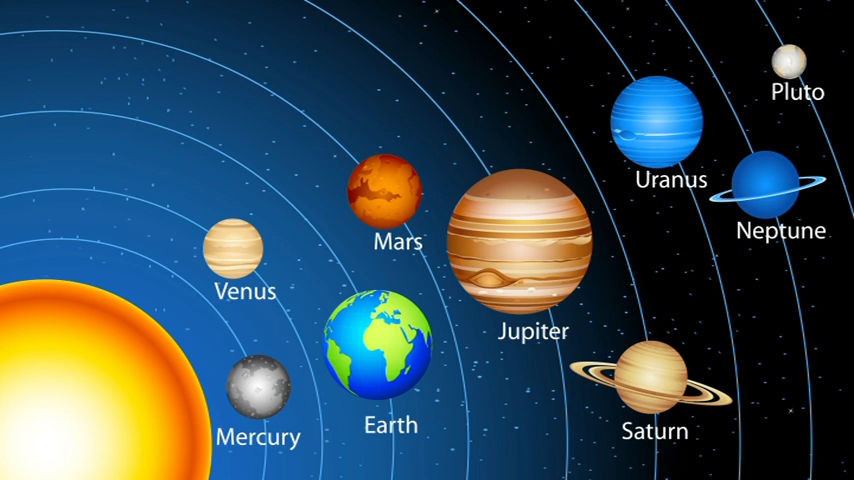 Pluto
Uranus
Neptune
Mars
Venus
Jupiter
Earth
Saturn
Mercury